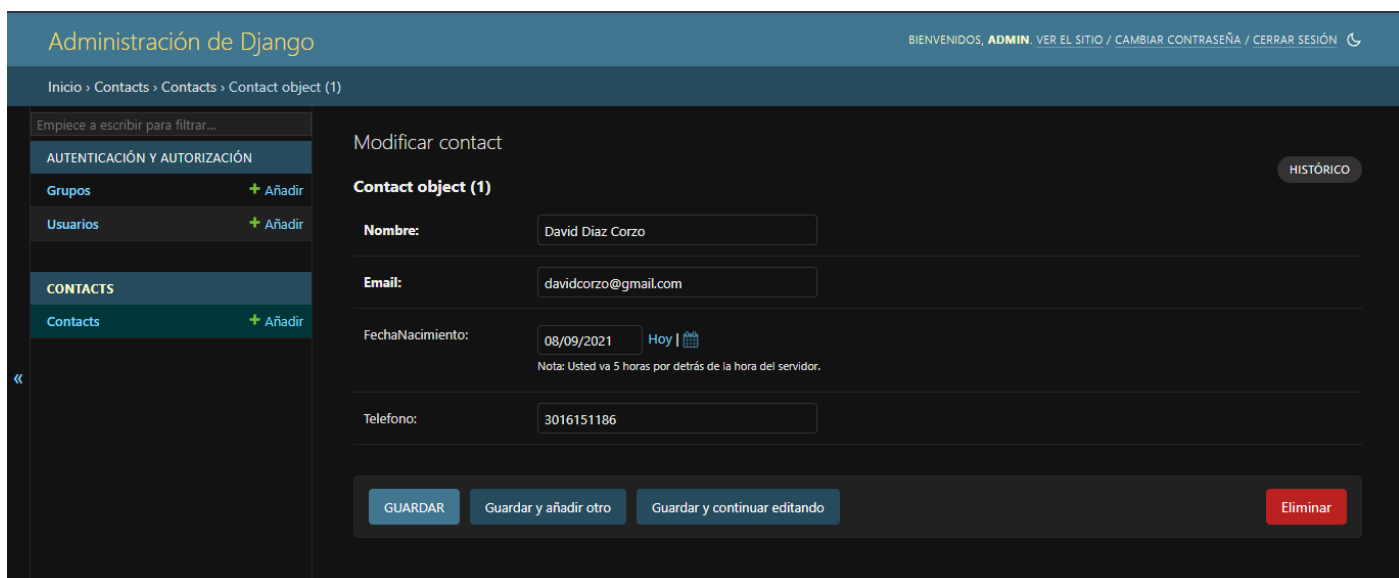 Administración de Django
BIENVENIDOS, ADMIN. VER EL SITIO / CAMBIAR CONTRASEÑA / CERRAR SESIÓN
Inicio › Contacts › Contacts › Contact object (1)
Empiece a escribir para filtrar...
AUTENTICACIÓN Y AUTORIZACIÓN
Grupos + Añadir
Usuarios + Añadir
CONTACTS
Contacts + Añadir
«
Modificar contact
HISTÓRICO
Contact object (1)
Nombre: David Diaz Corzo
Email: davidcorzo@gmail.com
FechaNacimiento: 08/09/2021 Hoy |
Nota: Usted va 5 horas por detrás de la hora del servidor.
Telefono: 3016151186
GUARDAR Guardar y añadir otro Guardar y continuar editando Eliminar